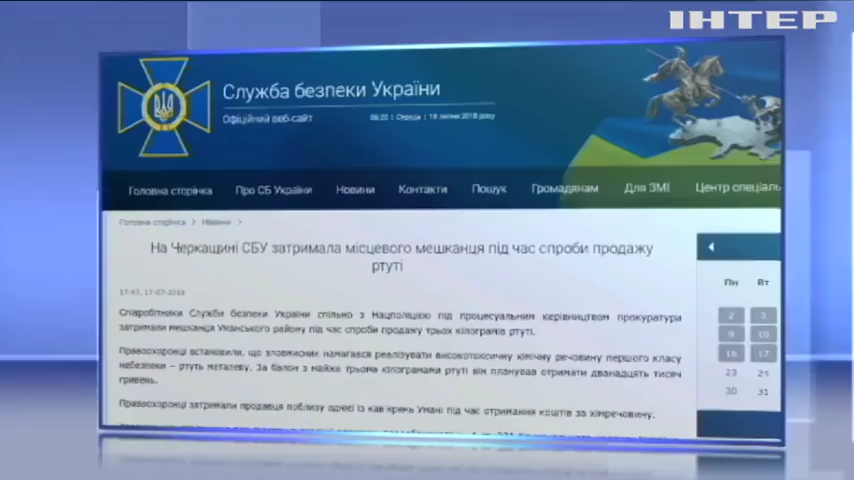 ІНТЕР
Служба безпеки України
Офіційний веб-сайт
Середа | 18 липня 2018 року
Головна сторінка Про СБ України Новини Контакти Пошук Громадянам Для ЗМІ Центр спеціаль
Головна сторінка > Новини >
На Черкащині СБУ затримала місцевого мешканця під час спроби продажу
ртуті
17:47, 17-07-2018
Співробітники Служби безпеки України спільно з Нацполіцією під процесуальним керівництвом прокуратури
затримали мешканця Уманського району під час спроби продажу трьох кілограмів ртуті.
Правоохоронці встановили, що зловмисник намагався реалізувати високотоксичну хімічну речовину першого класу
небезпеки – ртуть металеву. За балон з майже трьома кілограмами ртуті він планував отримати дванадцять тисяч
гривень.
Правоохоронці затримали продавця поблизу однієї із кав'ярень Умані під час отримання коштів за хімречовину.
Пн Вт
2 3
9 10
16 17
23 24
30 31